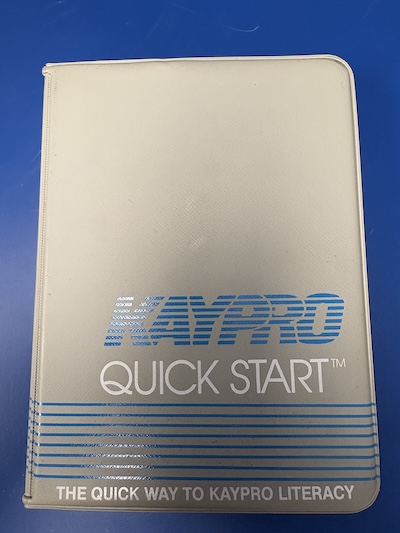 KAYPRO
QUICK START™
THE QUICK WAY TO KAYPRO LITERACY